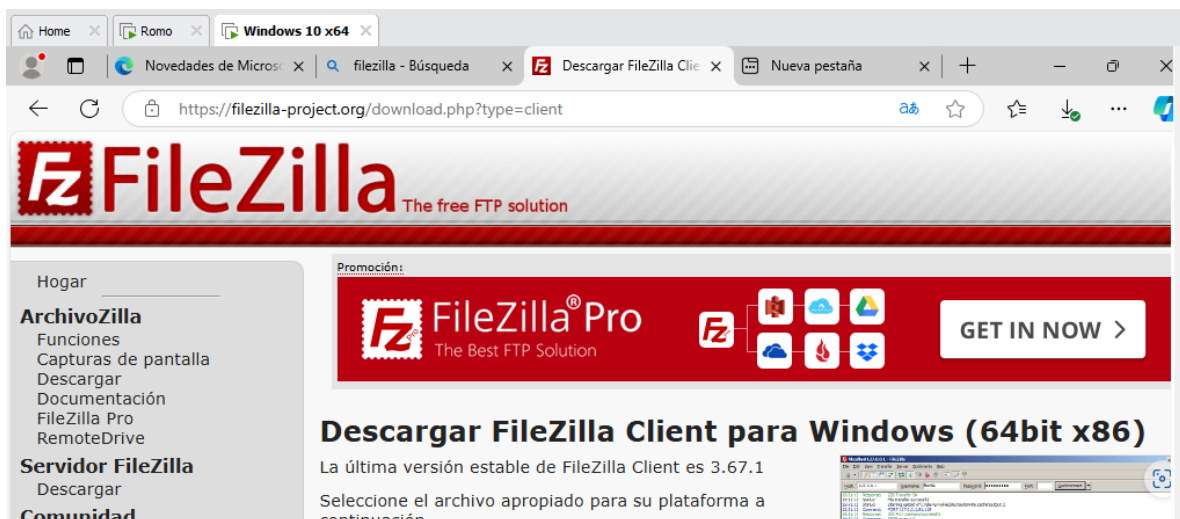 Home
Romo
Windows 10 x64
Novedades de Microsc
filezilla - Búsqueda
Descargar FileZilla Clie
Nueva pestaña
https://filezilla-project.org/download.php?type=client
aあ
FileZilla
The free FTP solution
Hogar
ArchivoZilla
Funciones
Capturas de pantalla
Descargar
Documentación
FileZilla Pro
RemoteDrive
Servidor FileZilla
Descargar
Comunidad
Promoción:
FileZilla®Pro
The Best FTP Solution
GET IN NOW >
Descargar FileZilla Client para Windows (64bit x86)
La última versión estable de FileZilla Client es 3.67.1
Seleccione el archivo apropiado para su plataforma a
continuación